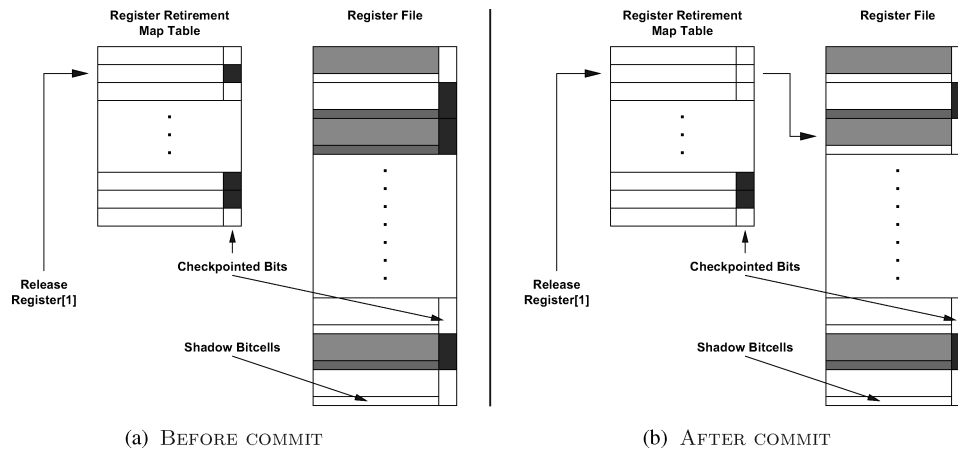 Register Retirement
Map Table
Register File
Checkpointed Bits
Release
Register[1]
Shadow Bitcells
(a) BEFORE COMMIT
Register Retirement
Map Table
Register File
Checkpointed Bits
Release
Register[1]
Shadow Bitcells
(b) AFTER COMMIT